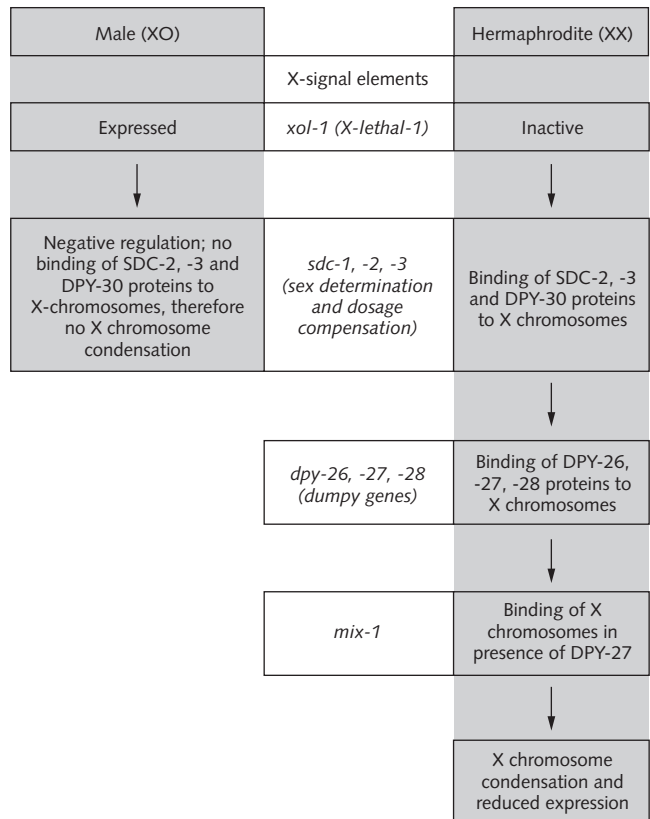 Male (XO)
Hermaphrodite (XX)
X-signal elements
Expressed
xol-1 (X-lethal-1)
Inactive
Negative regulation; no
binding of SDC-2, -3 and
DPY-30 proteins to
X-chromosomes, therefore
no X chromosome
condensation
sdc-1, -2, -3
(sex determination
and dosage
compensation)
Binding of SDC-2, -3
and DPY-30 proteins
to X chromosomes
dpy-26, -27, -28
(dumpy genes)
Binding of DPY-26,
-27, -28 proteins to
X chromosomes
mix-1
Binding of X
chromosomes in
presence of DPY-27
X chromosome
condensation and
reduced expression